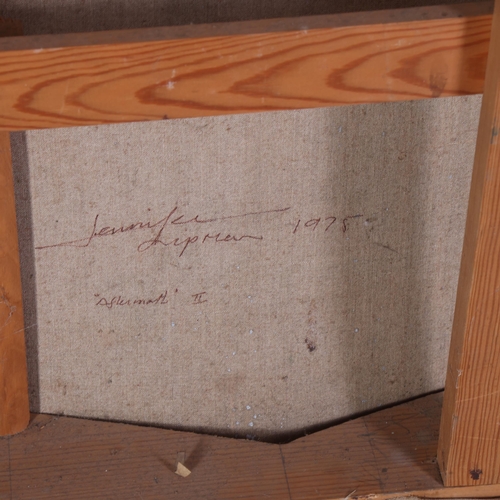 Jennifer 1975
Lipman
"Aftermath" II